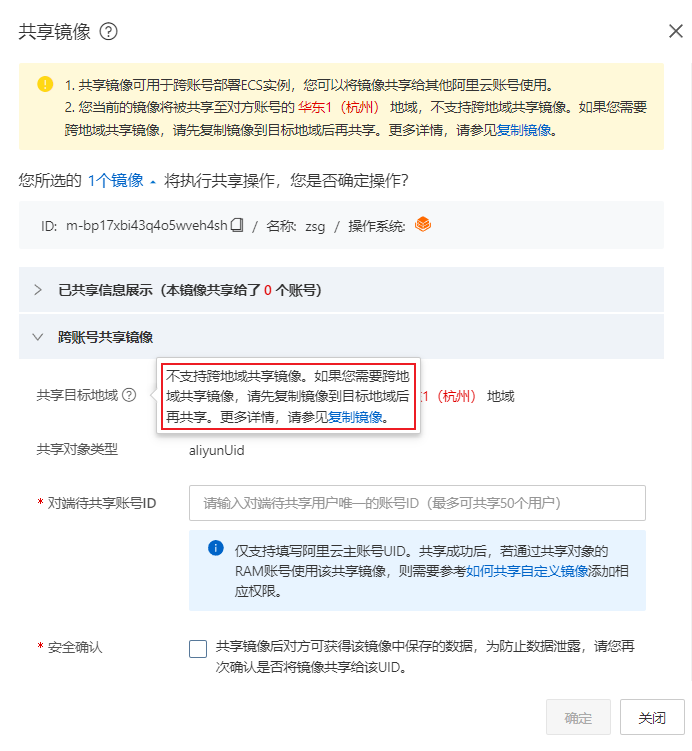 共享镜像
1. 共享镜像可用于跨账号部署ECS实例，您可以将镜像共享给其他阿里云账号使用。
2. 您当前的镜像将被共享至对方账号的 华东1（杭州） 地域，不支持跨地域共享镜像。如果您需要
跨地域共享镜像，请先复制镜像到目标地域后再共享。更多详情，请参见复制镜像。
您所选的 1个镜像 将执行共享操作，您是否确定操作？
ID: m-bp17xbi43q4o5wveh4sh / 名称: zsg / 操作系统:
已共享信息展示（本镜像共享给了 0 个账号）
跨账号共享镜像
不支持跨地域共享镜像。如果您需要跨地
域共享镜像，请先复制镜像到目标地域后
再共享。更多详情，请参见复制镜像。
共享目标地域
1（杭州） 地域
共享对象类型
aliyunUid
* 对端待共享账号ID
请输入对端待共享用户唯一的账号ID（最多可共享50个用户）
仅支持填写阿里云主账号UID。共享成功后，若通过共享对象的
RAM账号使用该共享镜像，则需要参考如何共享自定义镜像添加相
应权限。
* 安全确认
共享镜像后对方可获得该镜像中保存的数据，为防止数据泄露，请您再
次确认是否将镜像共享给该UID。
确定
关闭